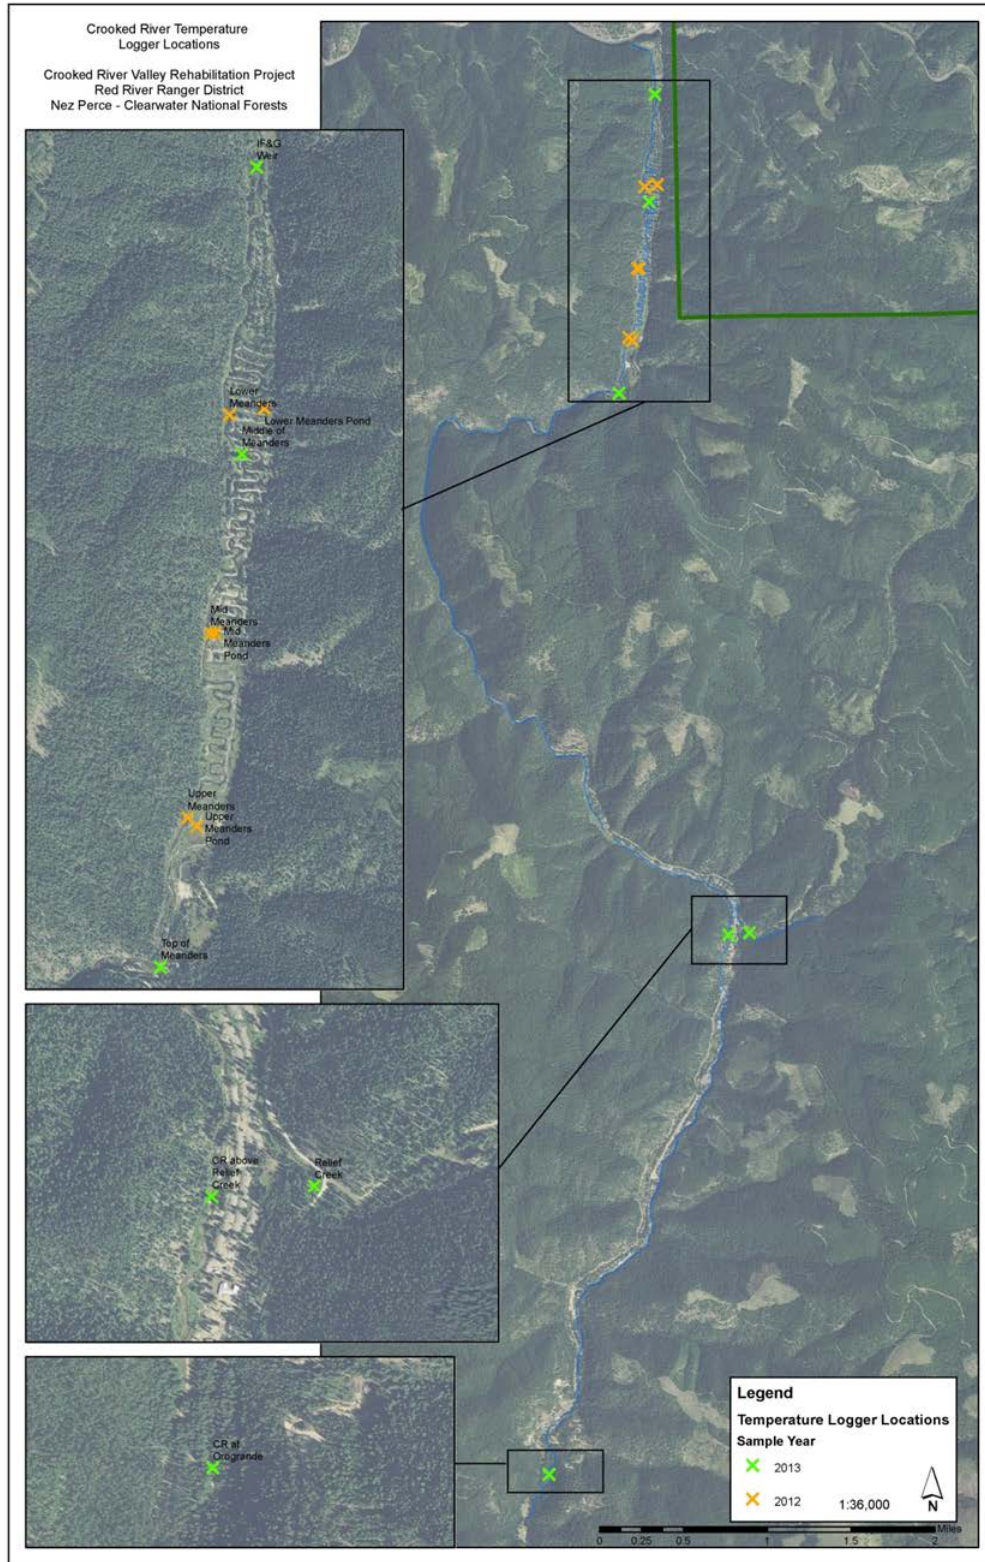 Crooked River Temperature
Logger Locations
Crooked River Valley Rehabilitation Project
Red River Ranger District
Nez Perce - Clearwater National Forests
IF&G
Weir
Lower
Meanders
Lower Meanders Pond
Middle of
Meanders
Mid
Meanders
Mid
Meanders
Pond
Upper
Meanders
Upper
Meanders
Pond
Top of
Meanders
CR above
Relief
Creek
Relief
Creek
CR at
Orogrande
Legend
Temperature Logger Locations
Sample Year
2013
2012
1:36,000
N
Miles
0 0.25 0.5 1 1.5 2